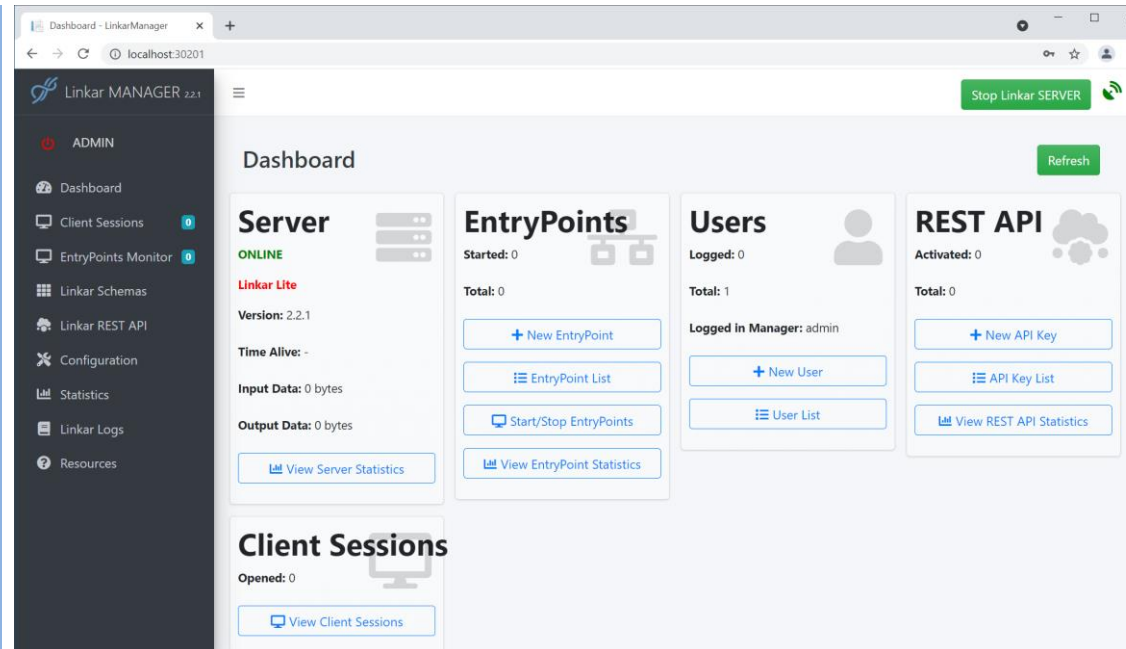 Dashboard - LinkarManager
localhost:30201
Linkar MANAGER 2.2.1
Stop Linkar SERVER
ADMIN
Dashboard
Client Sessions 0
EntryPoints Monitor 0
Linkar Schemas
Linkar REST API
Configuration
Statistics
Linkar Logs
Resources
Dashboard
Refresh
Server
ONLINE
Linkar Lite
Version: 2.2.1
Time Alive: -
Input Data: 0 bytes
Output Data: 0 bytes
View Server Statistics
EntryPoints
Started: 0
Total: 0
New EntryPoint
EntryPoint List
Start/Stop EntryPoints
View EntryPoint Statistics
Users
Logged: 0
Total: 1
Logged in Manager: admin
New User
User List
REST API
Activated: 0
Total: 0
New API Key
API Key List
View REST API Statistics
Client Sessions
Opened: 0
View Client Sessions